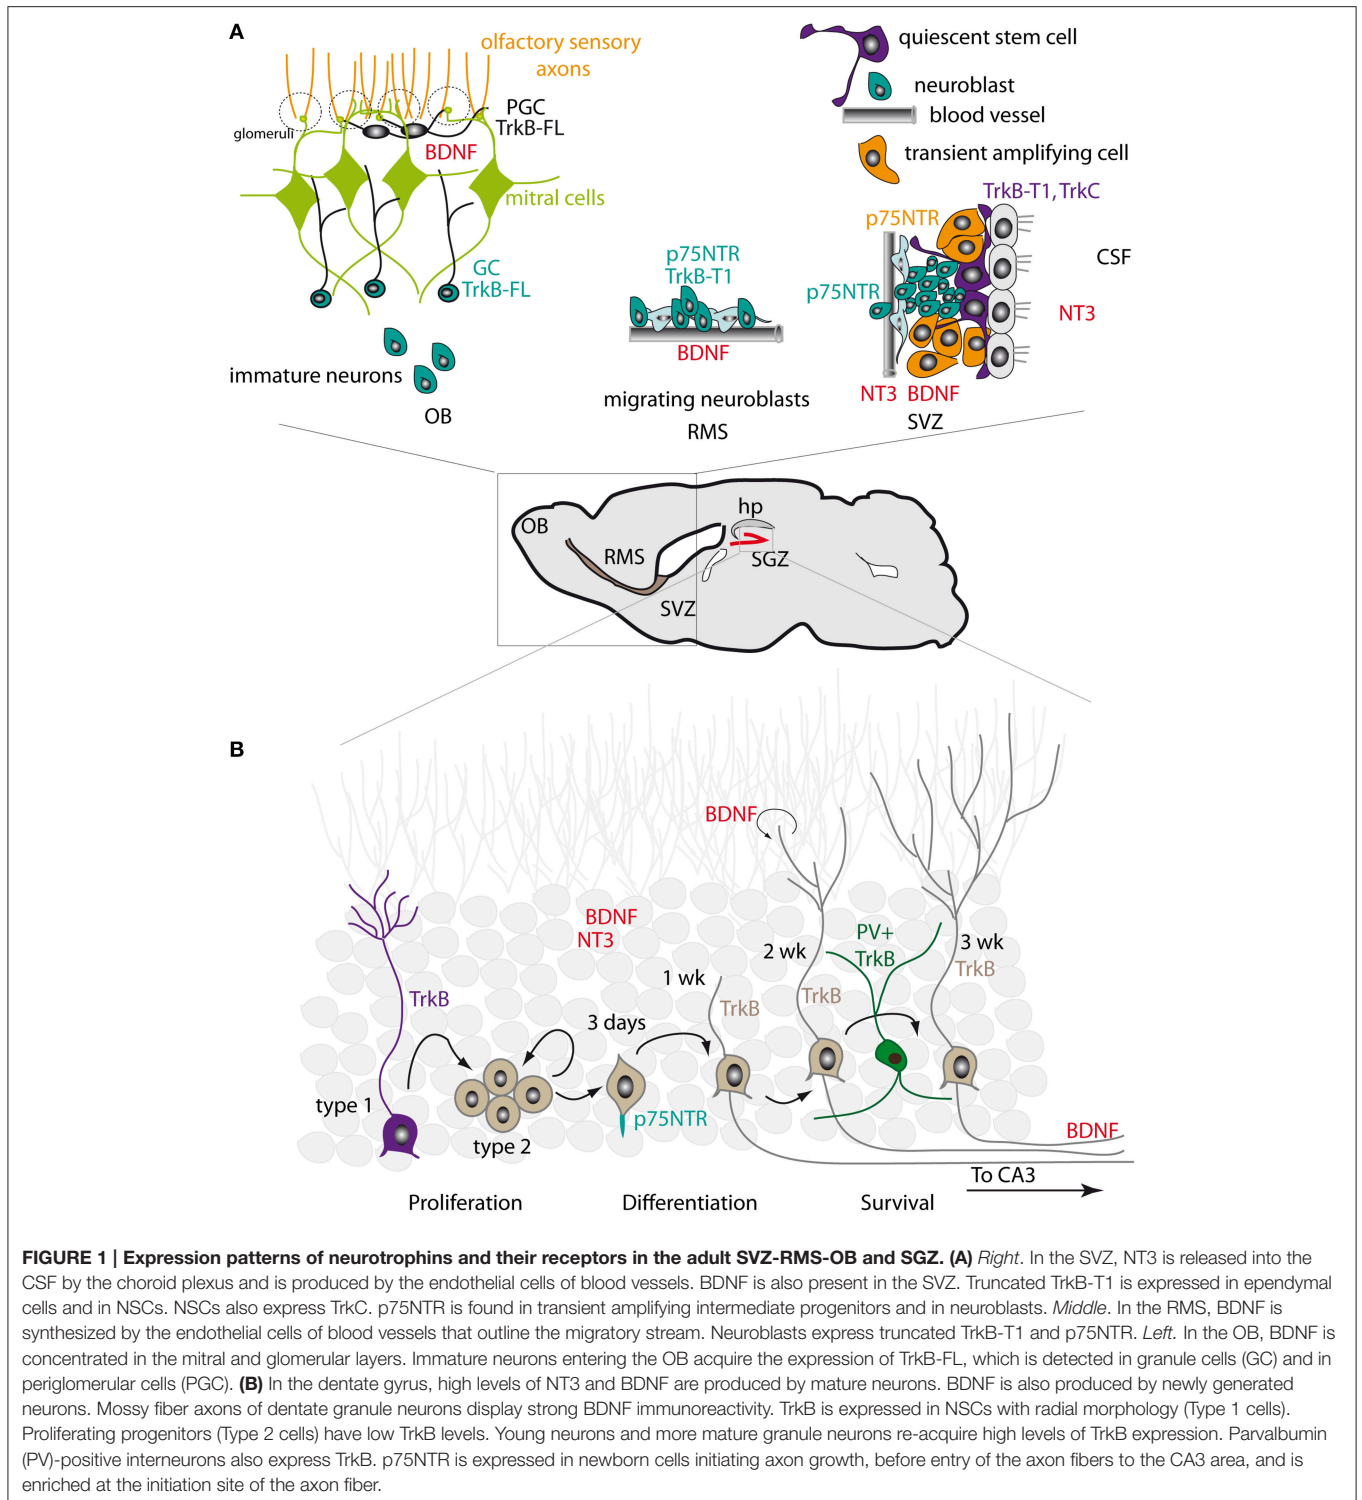 A
olfactory sensory
axons
glomeruli
PGC
TrkB-FL
BDNF
mitral cells
GC
TrkB-FL
immature neurons
OB
p75NTR
TrkB-T1
BDNF
migrating neuroblasts
RMS
quiescent stem cell
neuroblast
blood vessel
transient amplifying cell
TrkB-T1, TrkC
p75NTR
CSF
p75NTR
NT3
NT3 BDNF
SVZ
OB
RMS
SVZ
hp
SGZ
B
BDNF
BDNF
NT3
PV+
TrkB
3 wk
TrkB
2 wk
TrkB
1 wk
TrkB
TrkB
3 days
type 1
type 2
p75NTR
BDNF
To CA3
Proliferation
Differentiation
Survival
FIGURE 1 | Expression patterns of neurotrophins and their receptors in the adult SVZ-RMS-OB and SGZ. (A) Right. In the SVZ, NT3 is released into the
CSF by the choroid plexus and is produced by the endothelial cells of blood vessels. BDNF is also present in the SVZ. Truncated TrkB-T1 is expressed in ependymal
cells and in NSCs. NSCs also express TrkC. p75NTR is found in transient amplifying intermediate progenitors and in neuroblasts. Middle. In the RMS, BDNF is
synthesized by the endothelial cells of blood vessels that outline the migratory stream. Neuroblasts express truncated TrkB-T1 and p75NTR. Left. In the OB, BDNF is
concentrated in the mitral and glomerular layers. Immature neurons entering the OB acquire the expression of TrkB-FL, which is detected in granule cells (GC) and in
periglomerular cells (PGC). (B) In the dentate gyrus, high levels of NT3 and BDNF are produced by mature neurons. BDNF is also produced by newly generated
neurons. Mossy fiber axons of dentate granule neurons display strong BDNF immunoreactivity. TrkB is expressed in NSCs with radial morphology (Type 1 cells).
Proliferating progenitors (Type 2 cells) have low TrkB levels. Young neurons and more mature granule neurons re-acquire high levels of TrkB expression. Parvalbumin
(PV)-positive interneurons also express TrkB. p75NTR is expressed in newborn cells initiating axon growth, before entry of the axon fibers to the CA3 area, and is
enriched at the initiation site of the axon fiber.